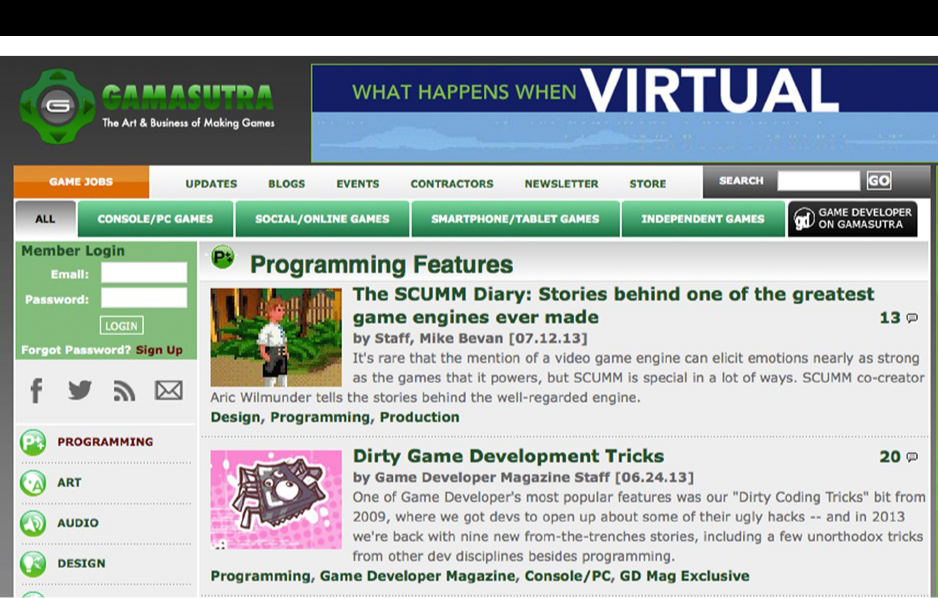 GAMASUTRA
The Art & Business of Making Games
WHAT HAPPENS WHEN VIRTUAL
GAME JOBS
UPDATES
BLOGS
EVENTS
CONTRACTORS
NEWSLETTER
STORE
SEARCH
GO
ALL
CONSOLE/PC GAMES
SOCIAL/ONLINE GAMES
SMARTPHONE/TABLET GAMES
INDEPENDENT GAMES
gd
GAME DEVELOPER
ON GAMASUTRA
Member Login
Email:
Password:
LOGIN
Forgot Password? Sign Up
PROGRAMMING
ART
AUDIO
DESIGN
Programming Features
The SCUMM Diary: Stories behind one of the greatest
game engines ever made
13
by Staff, Mike Bevan [07.12.13]
It's rare that the mention of a video game engine can elicit emotions nearly as strong
as the games that it powers, but SCUMM is special in a lot of ways. SCUMM co-creator
Aric Wilmunder tells the stories behind the well-regarded engine.
Design, Programming, Production
Dirty Game Development Tricks
20
by Game Developer Magazine Staff [06.24.13]
One of Game Developer's most popular features was our "Dirty Coding Tricks" bit from
2009, where we got devs to open up about some of their ugly hacks -- and in 2013
we're back with nine new from-the-trenches stories, including a few unorthodox tricks
from other dev disciplines besides programming.
Programming, Game Developer Magazine, Console/PC, GD Mag Exclusive